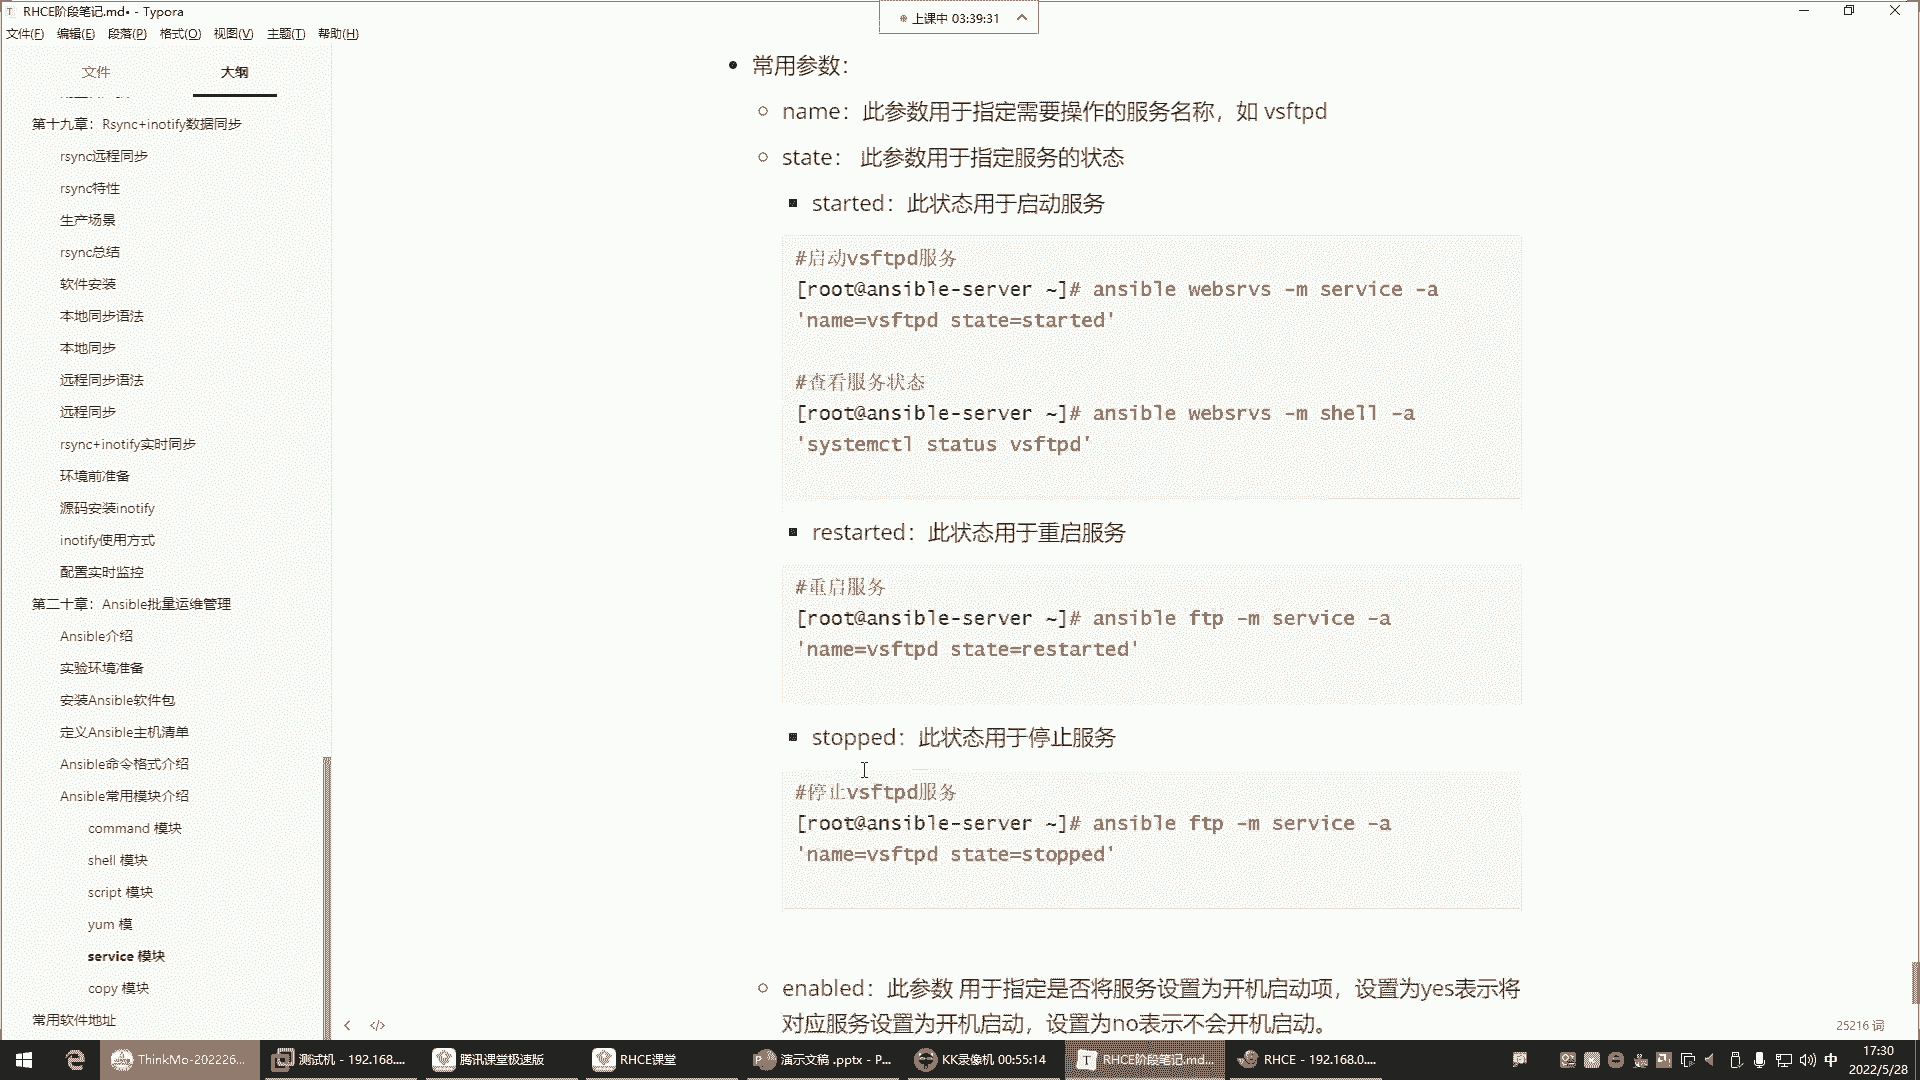 RHCE阶段笔记.md• - Typora
上课中 03:39:31
文件(F) 编辑(E) 段落(P) 格式(O) 视图(V) 主题(T) 帮助(H)
文件 大纲
第十九章：Rsync+inotify数据同步
rsync远程同步
rsync特性
生产场景
rsync总结
软件安装
本地同步语法
本地同步
远程同步语法
远程同步
rsync+inotify实时同步
环境前准备
源码安装inotify
inotify使用方式
配置实时监控
第二十章：Ansible批量运维管理
Ansible介绍
实验环境准备
安装Ansible软件包
定义Ansible主机清单
Ansible命令格式介绍
Ansible常用模块介绍
command 模块
shell 模块
script 模块
yum 模
service 模块
copy 模块
常用软件地址
常用参数：
name：此参数用于指定需要操作的服务名称，如 vsftpd
state： 此参数用于指定服务的状态
started：此状态用于启动服务
#启动vsftpd服务
[root@ansible-server ~]# ansible websrvs -m service -a
'name=vsftpd state=started'
#查看服务状态
[root@ansible-server ~]# ansible websrvs -m shell -a
'systemctl status vsftpd'
restarted：此状态用于重启服务
#重启服务
[root@ansible-server ~]# ansible ftp -m service -a
'name=vsftpd state=restarted'
stopped：此状态用于停止服务
#停止vsftpd服务
[root@ansible-server ~]# ansible ftp -m service -a
'name=vsftpd state=stopped'
enabled：此参数 用于指定是否将服务设置为开机启动项，设置为yes表示将
对应服务设置为开机启动，设置为no表示不会开机启动。
25216 词
ThinkMo-202226... 测试机 - 192.168.... 腾讯课堂极速版 RHCE课堂 演示文稿 .pptx - P... KK录像机 00:55:14 RHCE阶段笔记.md... RHCE - 192.168.0.... 中 17:30
2022/5/28